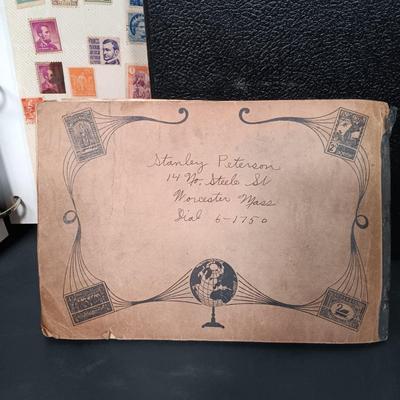 Stanley Peterson
14 No. Steele St
Worcester Mass
Dial 6-1750